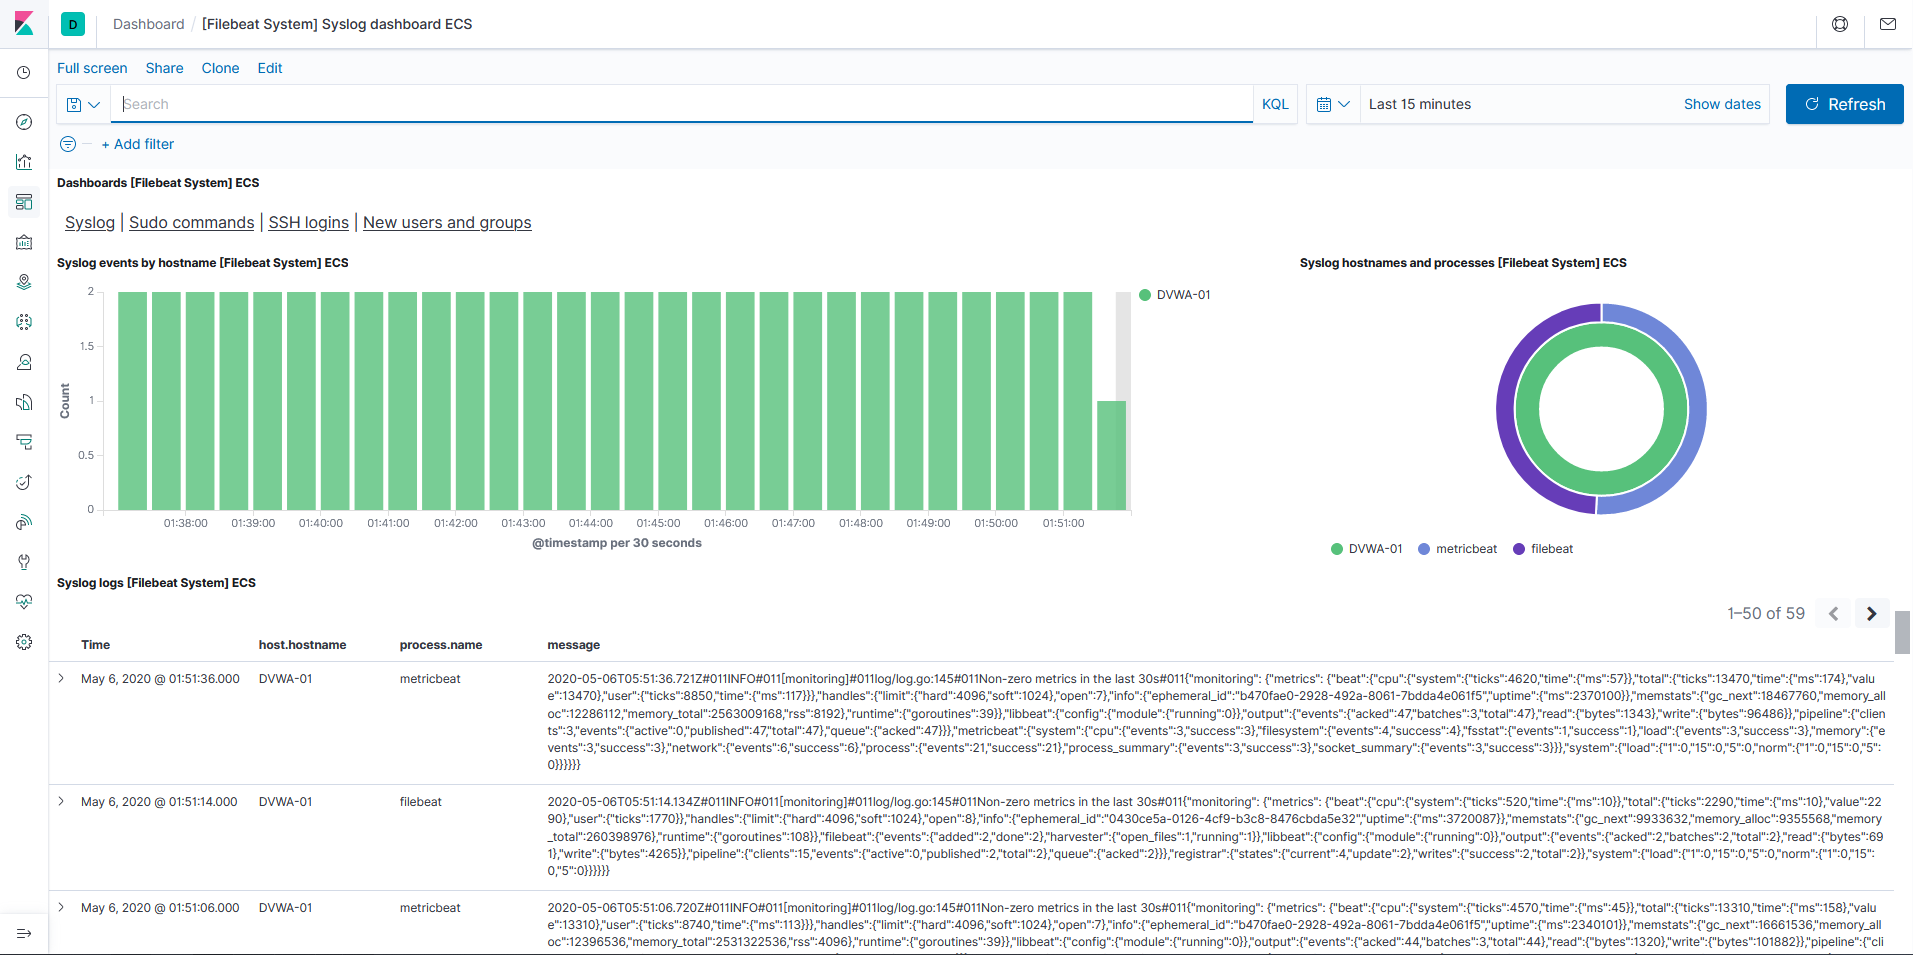 D Dashboard / [Filebeat System] Syslog dashboard ECS
Full screen Share Clone Edit
Search KQL Last 15 minutes Show dates Refresh
+ Add filter
Dashboards [Filebeat System] ECS
Syslog | Sudo commands | SSH logins | New users and groups
Syslog events by hostname [Filebeat System] ECS
2
1.5
1
0.5
0
Count
01:38:00 01:39:00 01:40:00 01:41:00 01:42:00 01:43:00 01:44:00 01:45:00 01:46:00 01:47:00 01:48:00 01:49:00 01:50:00 01:51:00
@timestamp per 30 seconds
DVWA-01
Syslog hostnames and processes [Filebeat System] ECS
DVWA-01 metricbeat filebeat
Syslog logs [Filebeat System] ECS
1–50 of 59
Time host.hostname process.name message
May 6, 2020 @ 01:51:36.000 DVWA-01 metricbeat 2020-05-06T05:51:36.721Z#011INFO#011[monitoring]#011log/log.go:145#011Non-zero metrics in the last 30s#011{"monitoring": {"metrics": {"beat":{"cpu":{"system":{"ticks":4620,"time":{"ms":57}},"total":{"ticks":13470,"time":{"ms":174},"valu
e":13470},"user":{"ticks":8850,"time":{"ms":117}}},"handles":{"limit":{"hard":4096,"soft":1024},"open":7},"info":{"ephemeral_id":"b470fae0-2928-492a-8061-7bdda4e061f5","uptime":{"ms":2370100}},"memstats":{"gc_next":18467760,"memory_all
oc":12286112,"memory_total":2563009168,"rss":8192},"runtime":{"goroutines":39}},"libbeat":{"config":{"module":{"running":0}},"output":{"events":{"acked":47,"batches":3,"total":47},"read":{"bytes":1343},"write":{"bytes":96486}},"pipeline":{"clien
ts":3,"events":{"active":0,"published":47,"total":47},"queue":{"acked":47}}},"metricbeat":{"system":{"cpu":{"events":3,"success":3},"filesystem":{"events":4,"success":4},"fsstat":{"events":1,"success":1},"load":{"events":3,"success":3},"memory":{"e
vents":3,"success":3},"network":{"events":6,"success":6},"process":{"events":21,"success":21},"process_summary":{"events":3,"success":3},"socket_summary":{"events":3,"success":3}}},"system":{"load":{"1":0,"15":0,"5":0,"norm":{"1":0,"15":0,"5":
0}}}}}}
May 6, 2020 @ 01:51:14.000 DVWA-01 filebeat 2020-05-06T05:51:14.134Z#011INFO#011[monitoring]#011log/log.go:145#011Non-zero metrics in the last 30s#011{"monitoring": {"metrics": {"beat":{"cpu":{"system":{"ticks":520,"time":{"ms":10}},"total":{"ticks":2290,"time":{"ms":10},"value":22
90},"user":{"ticks":1770}},"handles":{"limit":{"hard":4096,"soft":1024},"open":8},"info":{"ephemeral_id":"0430ce5a-0126-4cf9-b3c8-8476cbda5e32","uptime":{"ms":3720087}},"memstats":{"gc_next":9933632,"memory_alloc":9355568,"memory
_total":260398976},"runtime":{"goroutines":108}},"filebeat":{"events":{"added":2,"done":2},"harvester":{"open_files":1,"running":1}},"libbeat":{"config":{"module":{"running":0}},"output":{"events":{"acked":2,"batches":2,"total":2},"read":{"bytes":69
1},"write":{"bytes":4265}},"pipeline":{"clients":15,"events":{"active":0,"published":2,"total":2},"queue":{"acked":2}}},"registrar":{"states":{"current":4,"update":2},"writes":{"success":2,"total":2}},"system":{"load":{"1":0,"15":0,"5":0,"norm":{"1":0,"15"
:0,"5":0}}}}}}
May 6, 2020 @ 01:51:06.000 DVWA-01 metricbeat 2020-05-06T05:51:06.720Z#011INFO#011[monitoring]#011log/log.go:145#011Non-zero metrics in the last 30s#011{"monitoring": {"metrics": {"beat":{"cpu":{"system":{"ticks":4570,"time":{"ms":45}},"total":{"ticks":13310,"time":{"ms":158},"valu
e":13310},"user":{"ticks":8740,"time":{"ms":113}}},"handles":{"limit":{"hard":4096,"soft":1024},"open":7},"info":{"ephemeral_id":"b470fae0-2928-492a-8061-7bdda4e061f5","uptime":{"ms":2340101}},"memstats":{"gc_next":16661536,"memory_all
oc":12396536,"memory_total":2531322536,"rss":4096},"runtime":{"goroutines":39}},"libbeat":{"config":{"module":{"running":0}},"output":{"events":{"acked":44,"batches":3,"total":44},"read":{"bytes":1320},"write":{"bytes":101882}},"pipeline":{"cli